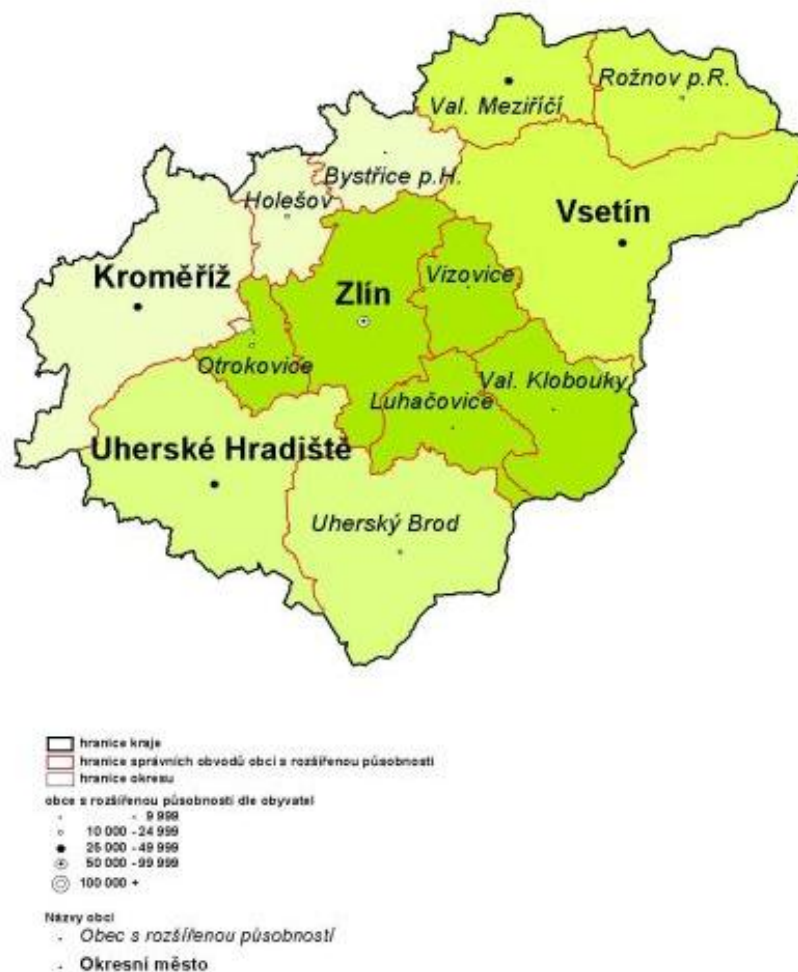 Rožnov p.R.
Val. Meziříčí
Bystřice p.H.
Holešov
Vsetín
Kroměříž
Zlín
Vizovice
Otrokovice
Val. Klobouky
Luhačovice
Uherské Hradiště
Uherský Brod
hranice kraje
hranice správních obvodů obcí s rozšířenou působností
hranice okresu
obce s rozšířenou působností dle obyvatel
- 9 999
10 000 - 24 999
25 000 - 49 999
50 000 - 99 999
100 000 +
Názvy obcí
Obec s rozšířenou působností
Okresní město